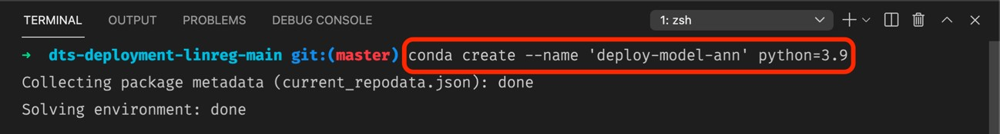 TERMINAL OUTPUT PROBLEMS DEBUG CONSOLE 1: zsh
→ dts-deployment-linreg-main git:(master) conda create --name 'deploy-model-ann' python=3.9
Collecting package metadata (current_repodata.json): done
Solving environment: done